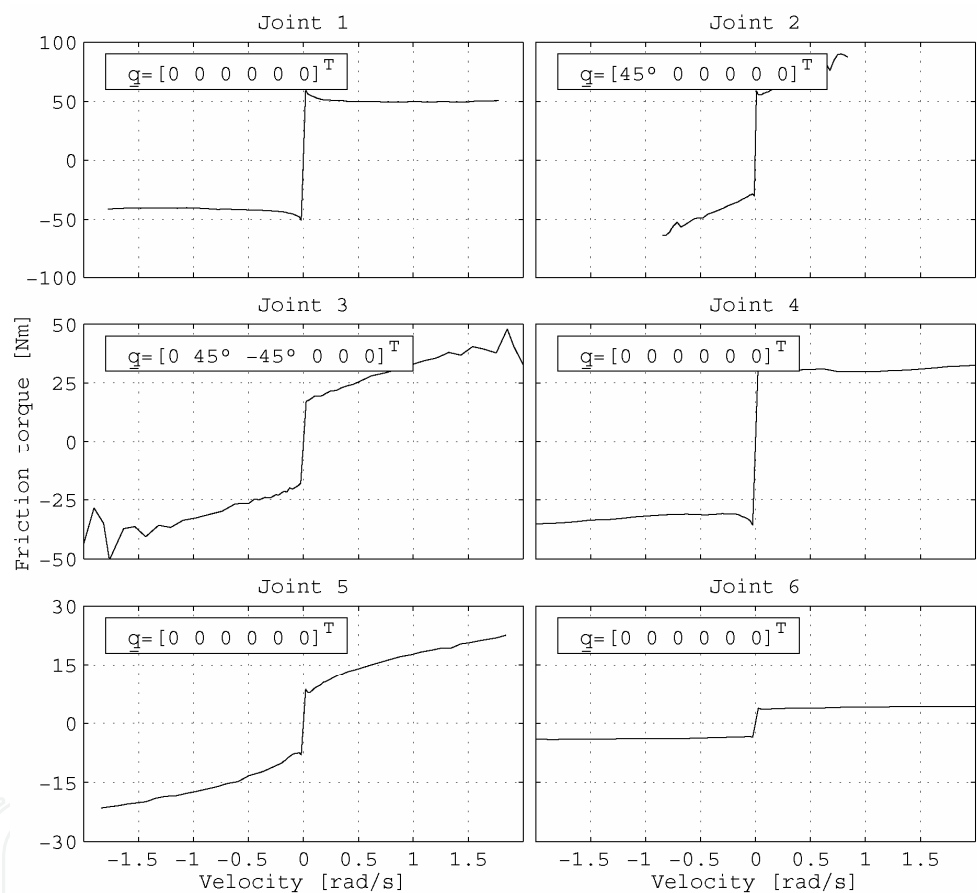 Joint 1
Joint 2
100
50
0
-50
-100
q=[0 0 0 0 0 0]T
q=[45º 0 0 0 0 0]T
Joint 3
Joint 4
50
25
0
-25
-50
q=[0 45º -45º 0 0 0]T
q=[0 0 0 0 0 0]T
Friction torque [Nm]
Joint 5
Joint 6
30
15
0
-15
-30
q=[0 0 0 0 0 0]T
q=[0 0 0 0 0 0]T
-1.5 -1 -0.5 0 0.5 1 1.5
-1.5 -1 -0.5 0 0.5 1 1.5
Velocity [rad/s]
Velocity [rad/s]